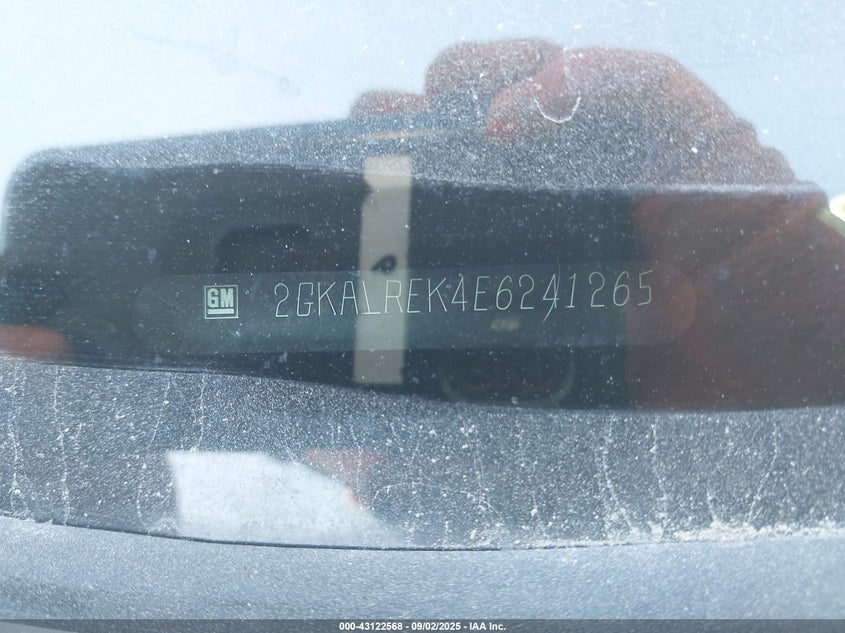 GM 2GKALREK4E6241265
000-43122568 - 09/02/2025 - IAA Inc.